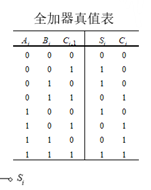 全加器真值表
Ai Bi Ci-1 Si Ci
0 0 0 0 0
0 0 1 1 0
0 1 0 1 0
0 1 1 0 1
1 0 0 1 0
1 0 1 0 1
1 1 0 0 1
1 1 1 1 1
Si